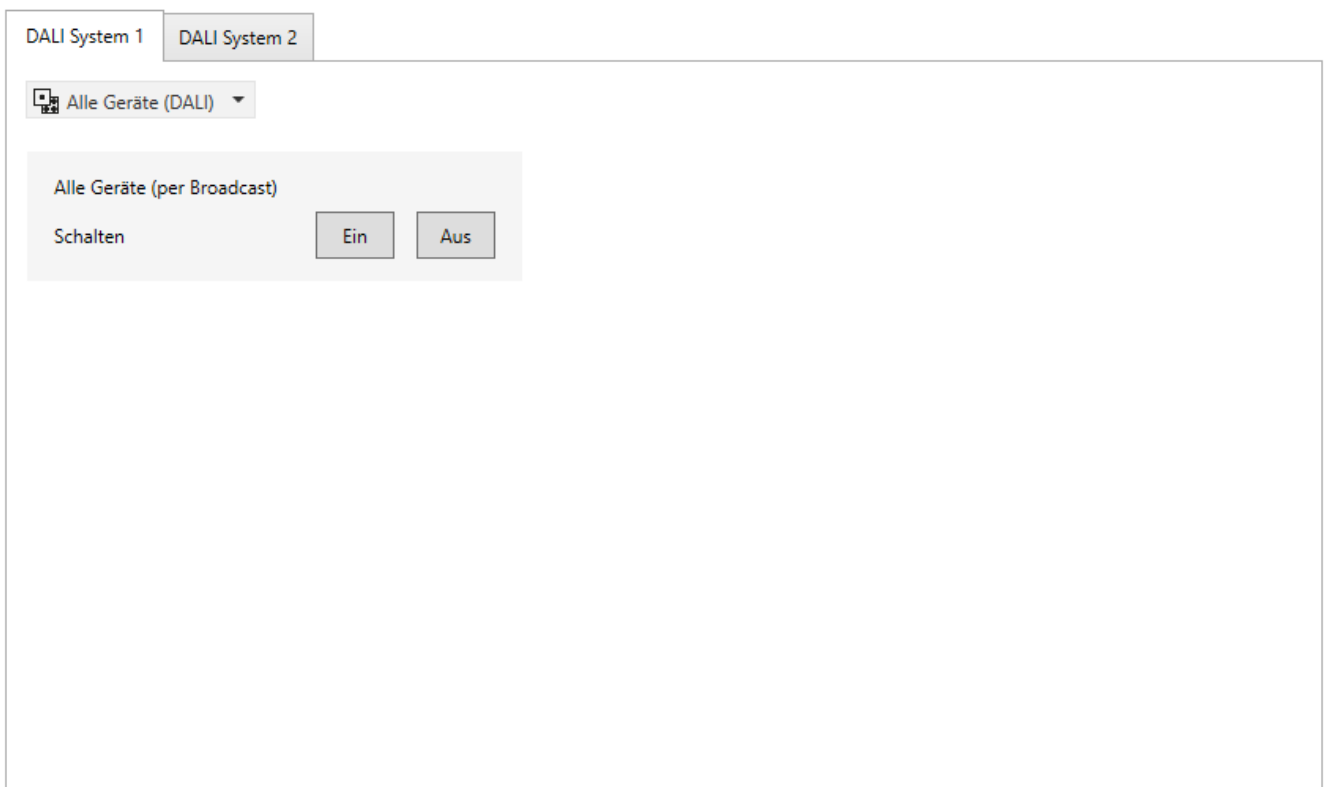 DALI System 1 DALI System 2
Alle Geräte (DALI)
Alle Geräte (per Broadcast)
Schalten Ein Aus